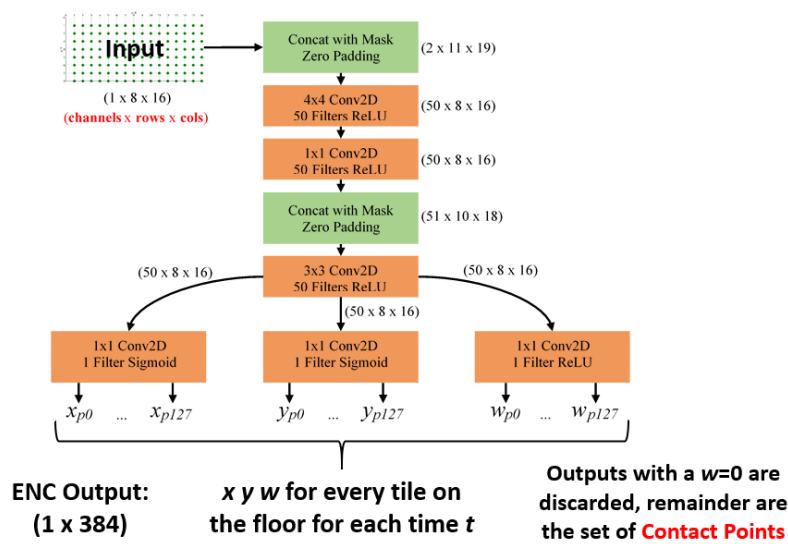 Input
(1 x 8 x 16)
(channels x rows x cols)
Concat with Mask
Zero Padding
(2 x 11 x 19)
4x4 Conv2D
50 Filters ReLU
(50 x 8 x 16)
1x1 Conv2D
50 Filters ReLU
(50 x 8 x 16)
Concat with Mask
Zero Padding
(51 x 10 x 18)
3x3 Conv2D
50 Filters ReLU
(50 x 8 x 16)
(50 x 8 x 16)
(50 x 8 x 16)
1x1 Conv2D
1 Filter Sigmoid
1x1 Conv2D
1 Filter Sigmoid
1x1 Conv2D
1 Filter ReLU
xp0 ... xp127
yp0 ... yp127
wp0 ... wp127
ENC Output:
(1 x 384)
x y w for every tile on
the floor for each time t
Outputs with a w=0 are
discarded, remainder are
the set of Contact Points